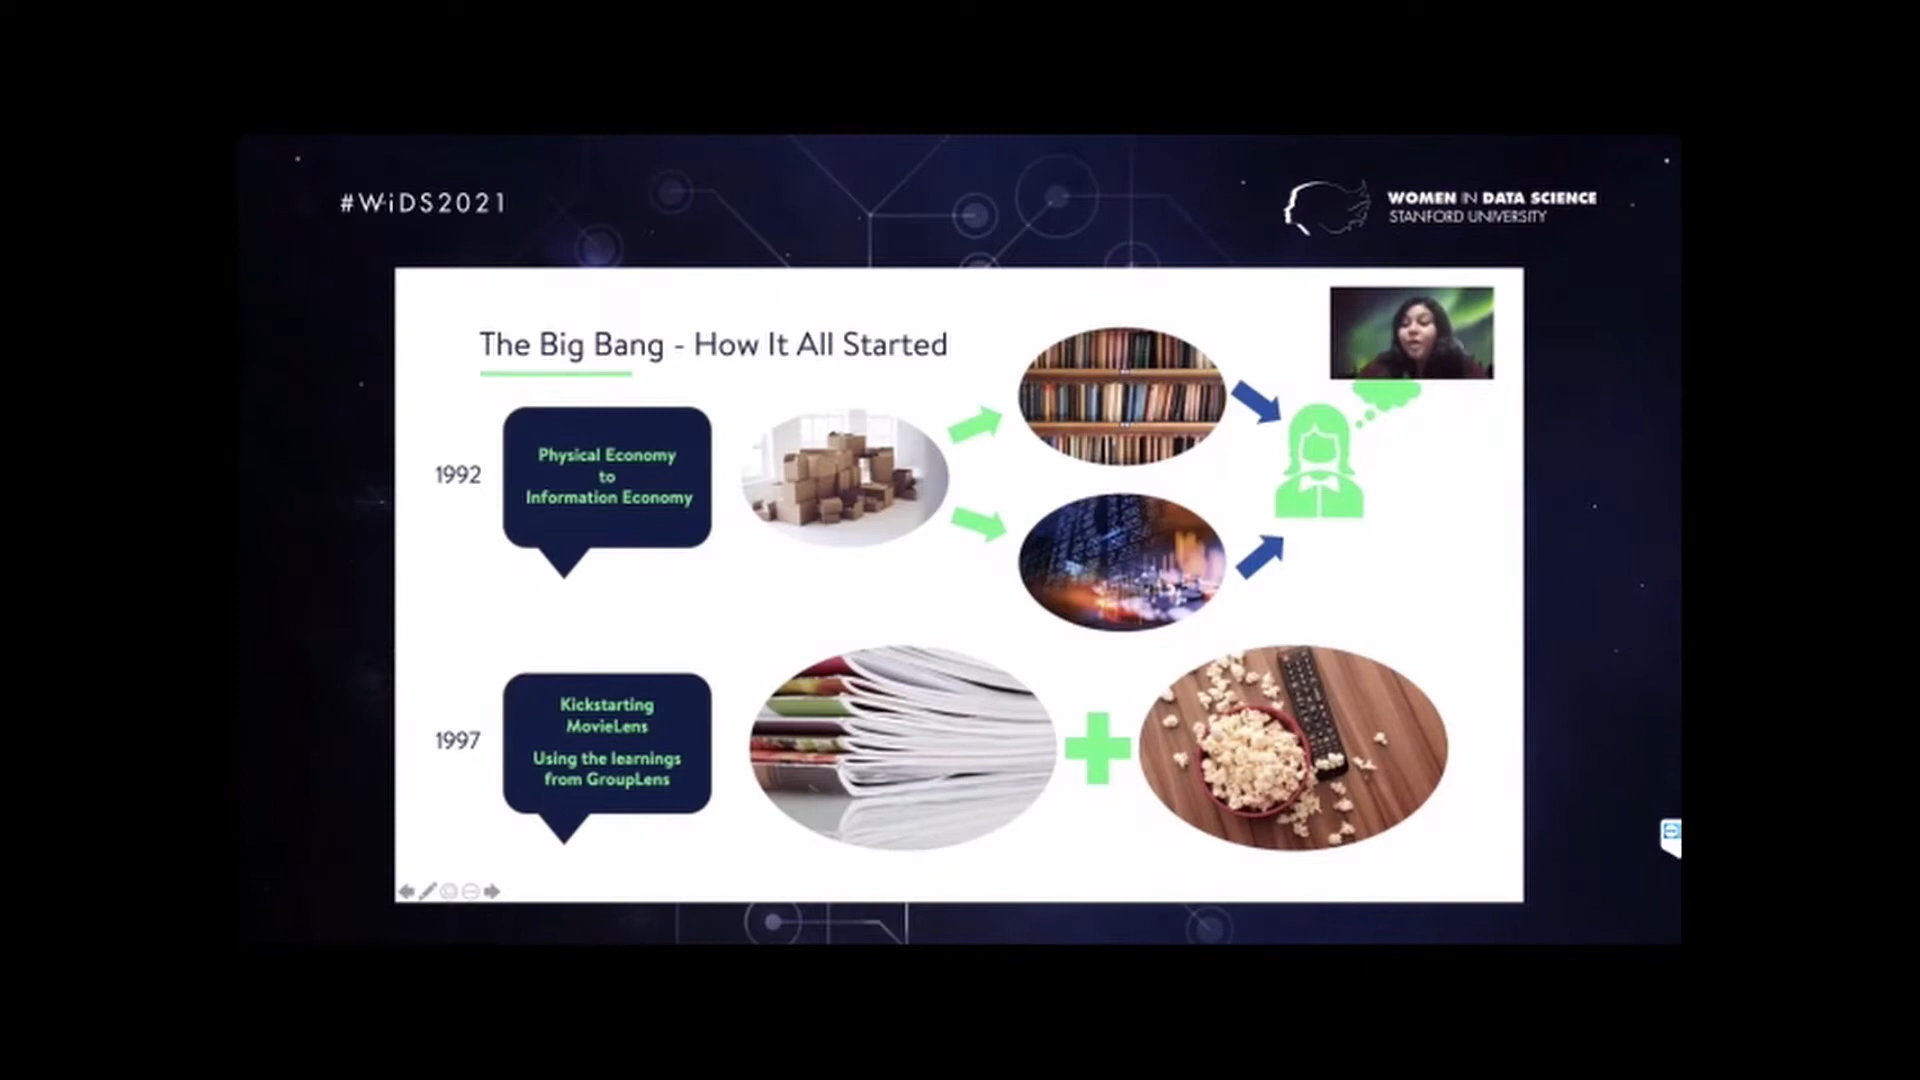 #WiDS2021
WOMEN IN DATA SCIENCE
STANFORD UNIVERSITY
The Big Bang - How It All Started
1992
Physical Economy
to
Information Economy
1997
Kickstarting
MovieLens
Using the learnings
from GroupLens